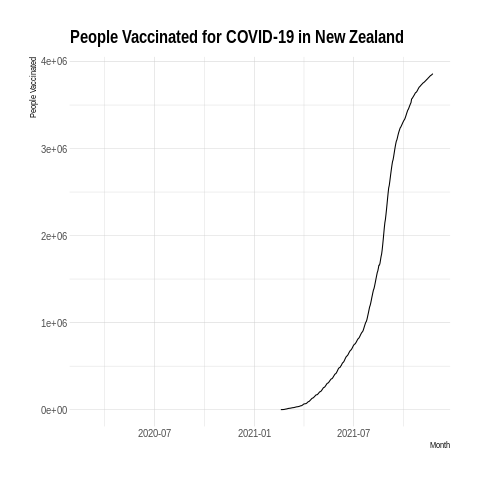 People Vaccinated for COVID-19 in New Zealand
People Vaccinated
4e+06
3e+06
2e+06
1e+06
0e+00
2020-07 2021-01 2021-07
Month